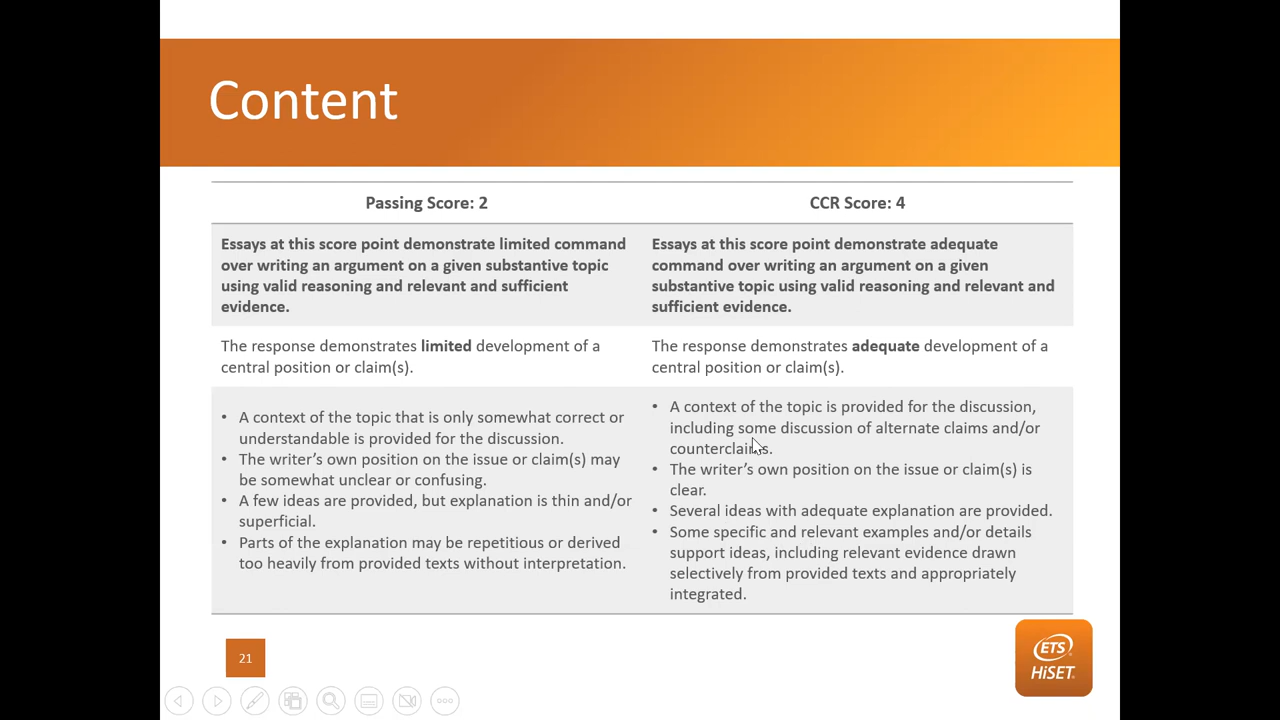 Content
Passing Score: 2
CCR Score: 4
Essays at this score point demonstrate limited command
over writing an argument on a given substantive topic
using valid reasoning and relevant and sufficient
evidence.
Essays at this score point demonstrate adequate
command over writing an argument on a given
substantive topic using valid reasoning and relevant and
sufficient evidence.
The response demonstrates limited development of a
central position or claim(s).
The response demonstrates adequate development of a
central position or claim(s).
• A context of the topic that is only somewhat correct or
understandable is provided for the discussion.
• The writer's own position on the issue or claim(s) may
be somewhat unclear or confusing.
• A few ideas are provided, but explanation is thin and/or
superficial.
• Parts of the explanation may be repetitious or derived
too heavily from provided texts without interpretation.
• A context of the topic is provided for the discussion,
including some discussion of alternate claims and/or
counterclaims.
• The writer's own position on the issue or claim(s) is
clear.
• Several ideas with adequate explanation are provided.
• Some specific and relevant examples and/or details
support ideas, including relevant evidence drawn
selectively from provided texts and appropriately
integrated.
21
ETS
HiSET